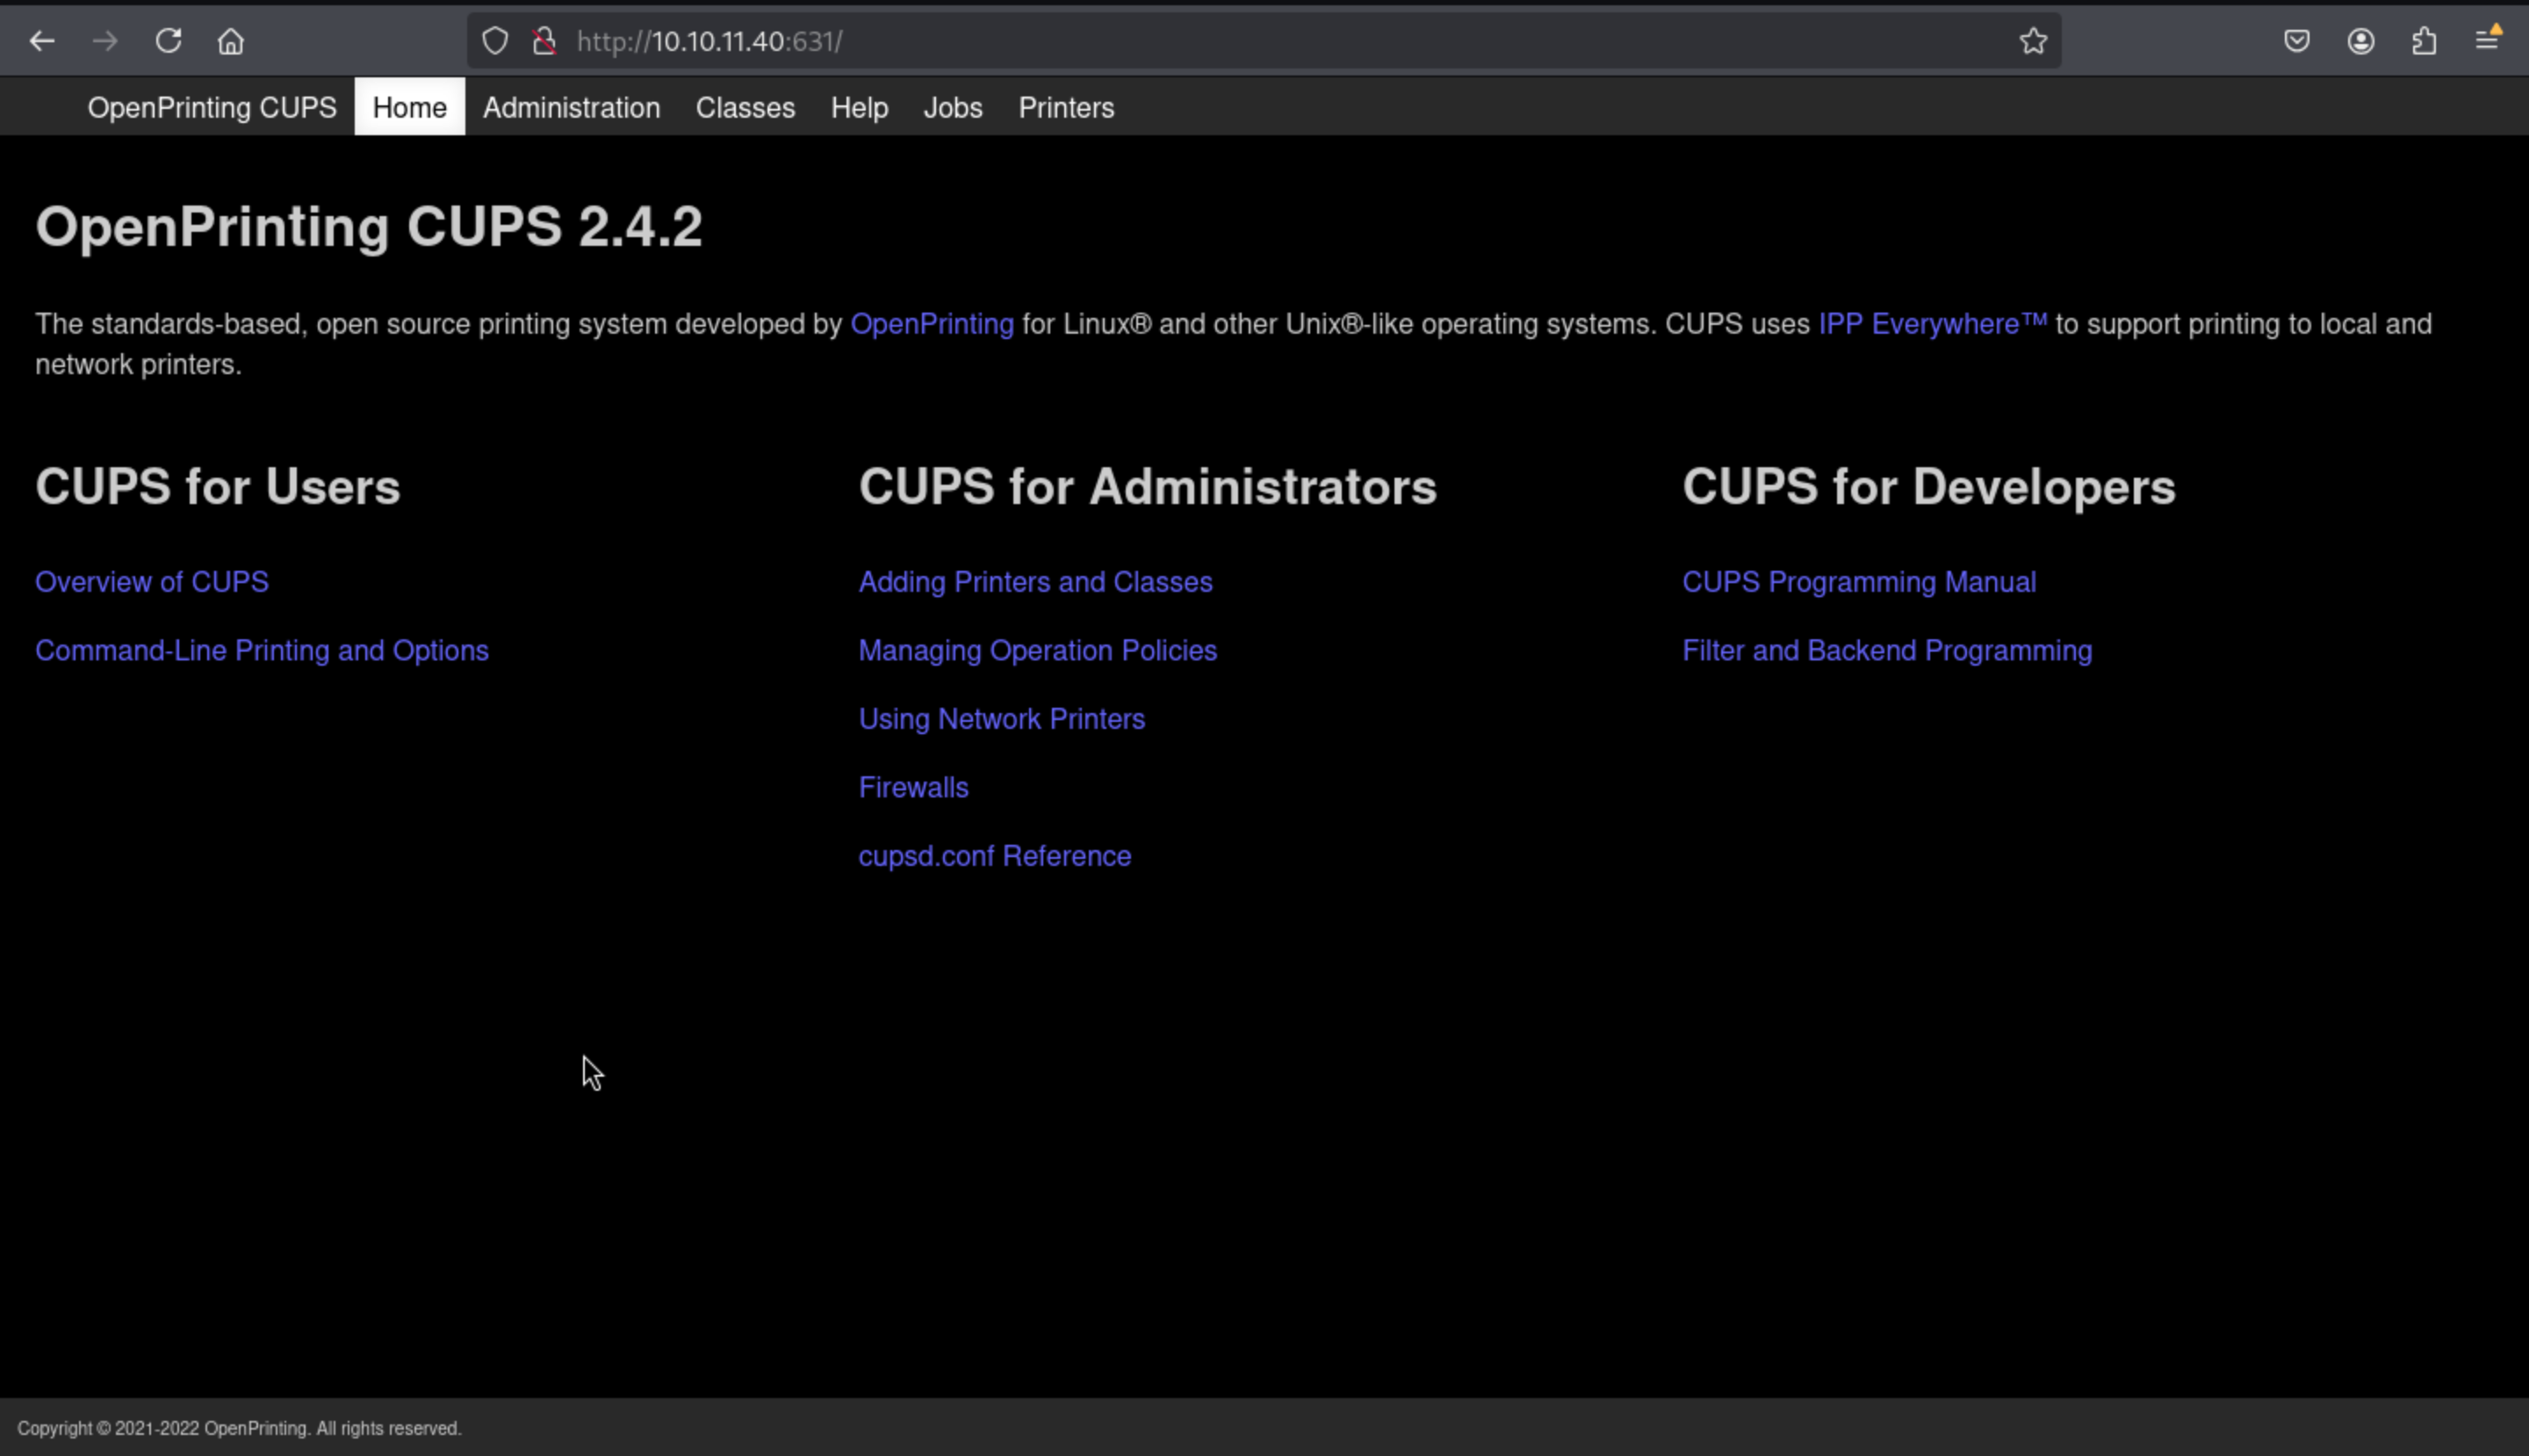 http://10.10.11.40:631/
OpenPrinting CUPS Home Administration Classes Help Jobs Printers
OpenPrinting CUPS 2.4.2
The standards-based, open source printing system developed by OpenPrinting for Linux® and other Unix®-like operating systems. CUPS uses IPP Everywhere™ to support printing to local and
network printers.
CUPS for Users
Overview of CUPS
Command-Line Printing and Options
CUPS for Administrators
Adding Printers and Classes
Managing Operation Policies
Using Network Printers
Firewalls
cupsd.conf Reference
CUPS for Developers
CUPS Programming Manual
Filter and Backend Programming
Copyright © 2021-2022 OpenPrinting. All rights reserved.